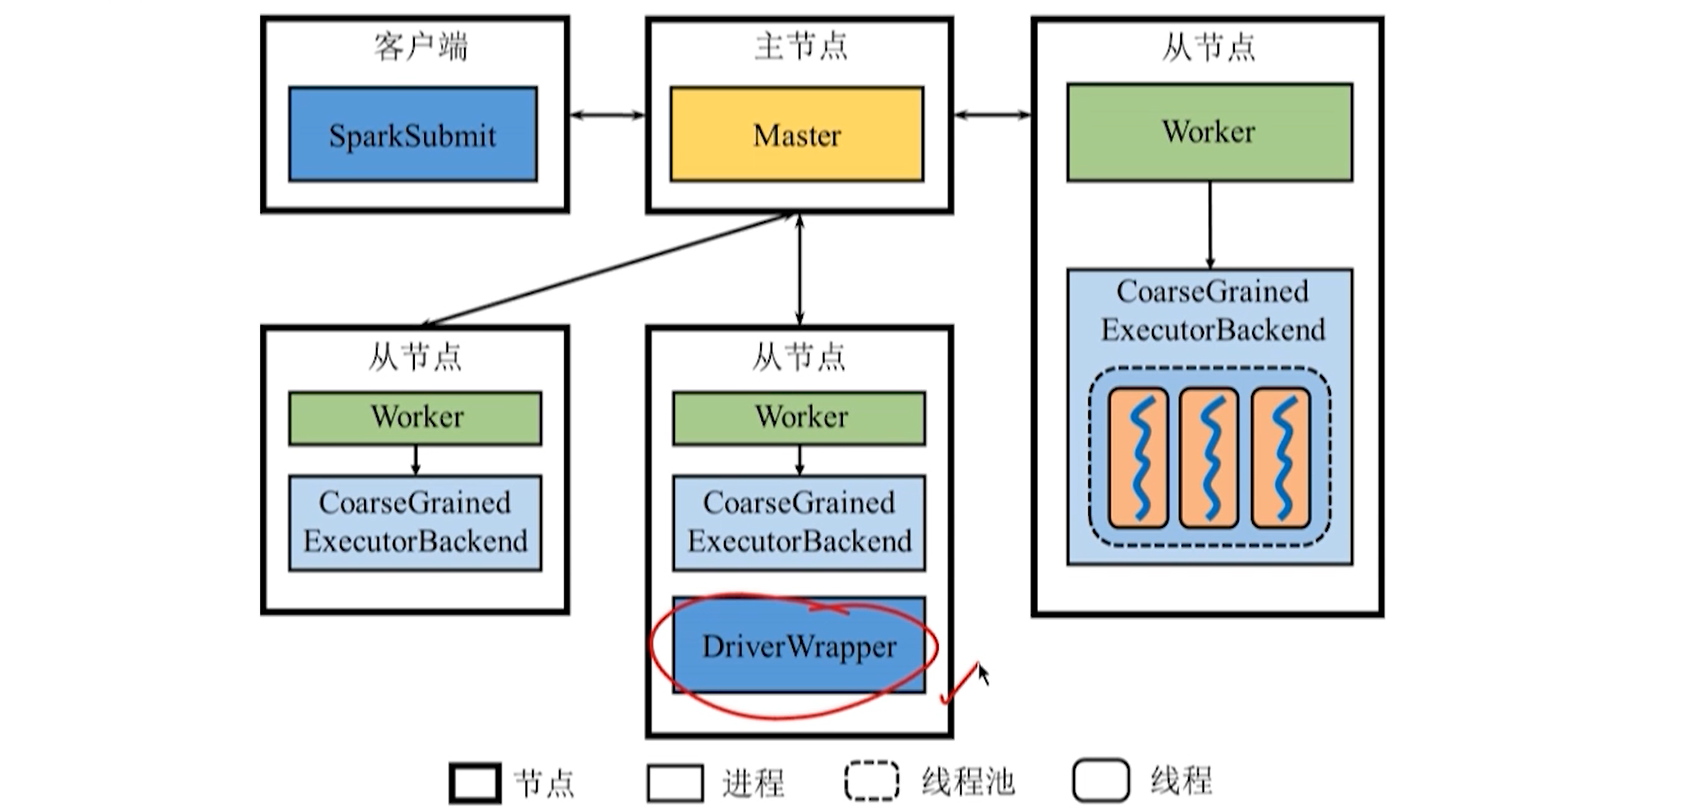 客户端
SparkSubmit
主节点
Master
从节点
Worker
CoarseGrained
ExecutorBackend
从节点
Worker
CoarseGrained
ExecutorBackend
从节点
Worker
CoarseGrained
ExecutorBackend
DriverWrapper
节点
进程
线程池
线程